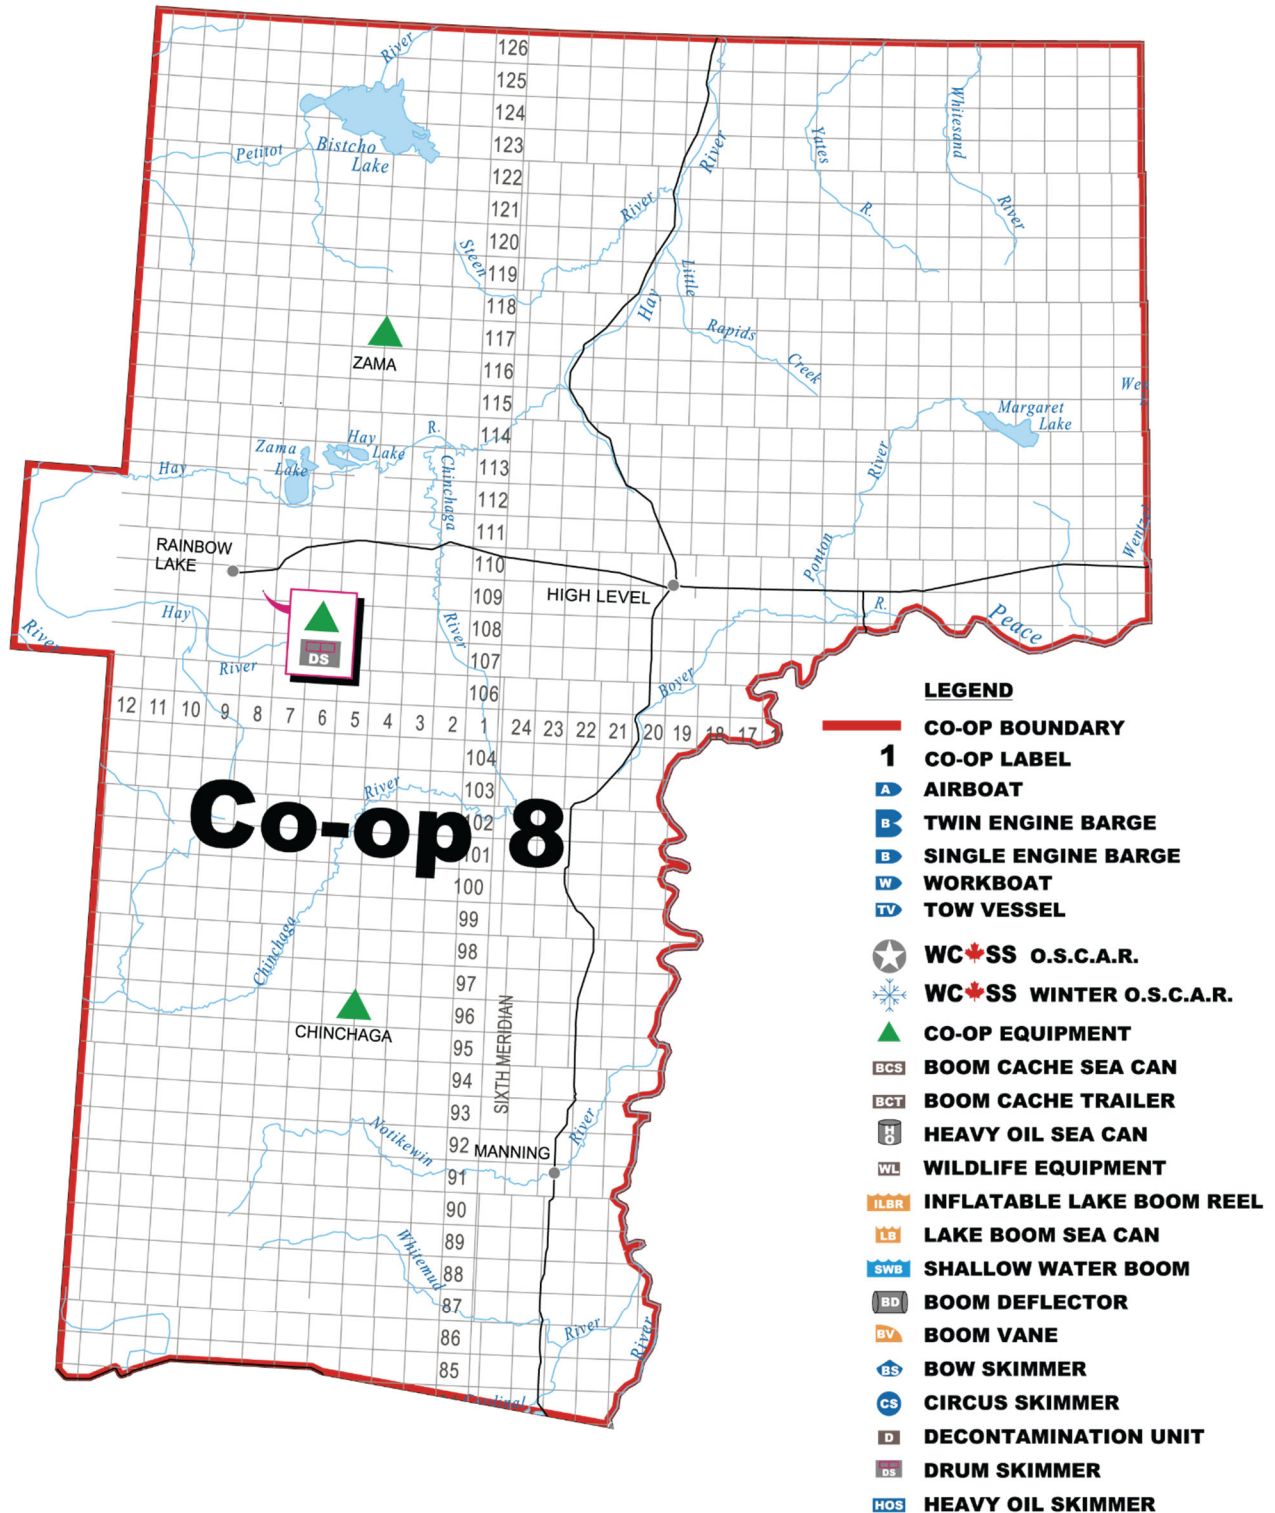 126
125
124
123
122
121
120
119
118
117
116
115
114
113
112
111
110
109
108
107
106
12 11 10 9 8 7 6 5 4 3 2 1 24 23 22 21 20 19 18 17
104
103
102
101
100
99
98
97
96
95
94
93
92
91
90
89
88
87
86
85
River
Bistcho
Lake
Petitot
River
Hay
Steen
River
Yates
R.
Whitesand
River
Little
Rapids
Creek
ZAMA
Margaret
Lake
Zama
Lake
Hay
Lake
R.
Hay
Chinchaga
River
RAINBOW
LAKE
HIGH LEVEL
Ponton
River
R.
Peace
Boyer
Hay
River
River
DS
Co-op 8
River
Chinchaga
CHINCHAGA
SIXTH MERIDIAN
MANNING
Notikewin
River
Whitemud
River
River
Cardinal
LEGEND
CO-OP BOUNDARY
1 CO-OP LABEL
A AIRBOAT
B TWIN ENGINE BARGE
B SINGLE ENGINE BARGE
W WORKBOAT
TV TOW VESSEL
WC SS O.S.C.A.R.
WC SS WINTER O.S.C.A.R.
CO-OP EQUIPMENT
BCS BOOM CACHE SEA CAN
BCT BOOM CACHE TRAILER
HO HEAVY OIL SEA CAN
WL WILDLIFE EQUIPMENT
ILBR INFLATABLE LAKE BOOM REEL
LB LAKE BOOM SEA CAN
SWB SHALLOW WATER BOOM
BD BOOM DEFLECTOR
BV BOOM VANE
BS BOW SKIMMER
CS CIRCUS SKIMMER
D DECONTAMINATION UNIT
DS DRUM SKIMMER
HOS HEAVY OIL SKIMMER